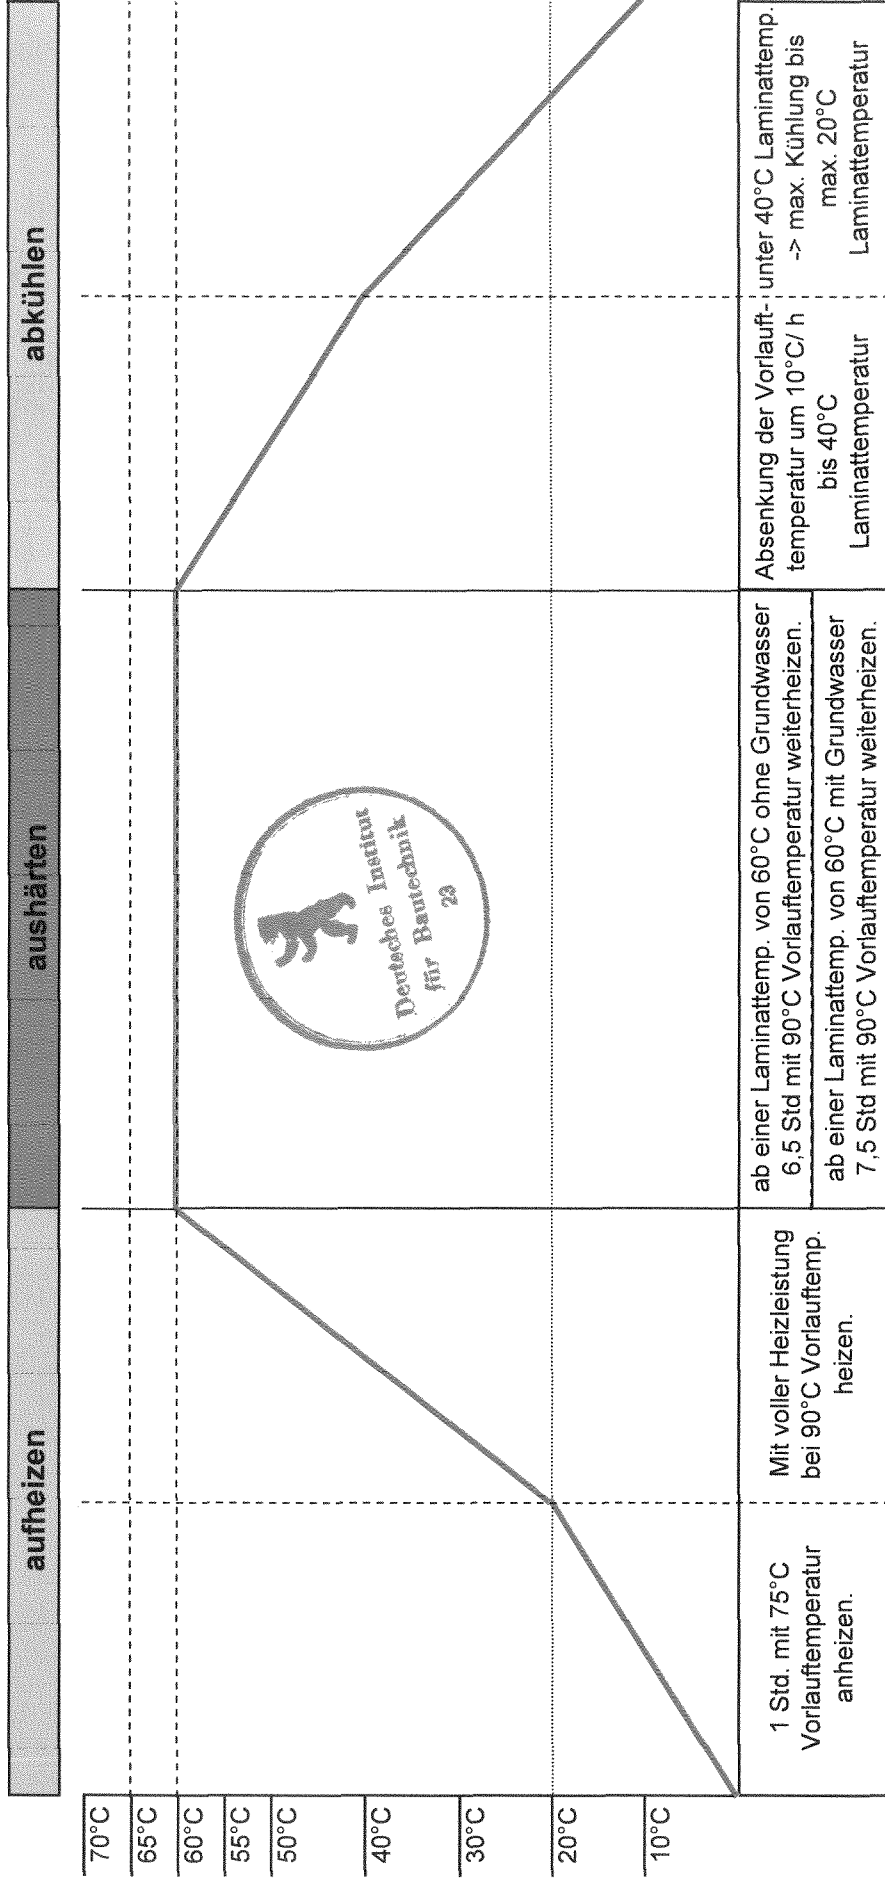 aufheizen
aushärten
abkühlen
70°C
65°C
60°C
55°C
50°C
40°C
30°C
20°C
10°C
Deutsches Institut
für Bautechnik
23
1 Std. mit 75°C
Vorlauftemperatur
anheizen.
Mit voller Heizleistung
bei 90°C Vorlauftemp.
heizen.
ab einer Laminattemp. von 60°C ohne Grundwasser
6,5 Std mit 90°C Vorlauftemperatur weiterheizen.
ab einer Laminattemp. von 60°C mit Grundwasser
7,5 Std mit 90°C Vorlauftemperatur weiterheizen.
Absenkung der Vorlauft-
temperatur um 10°C/ h
bis 40°C
Laminattemperatur
unter 40°C Laminattemp.
-> max. Kühlung bis
max. 20°C
Laminattemperatur